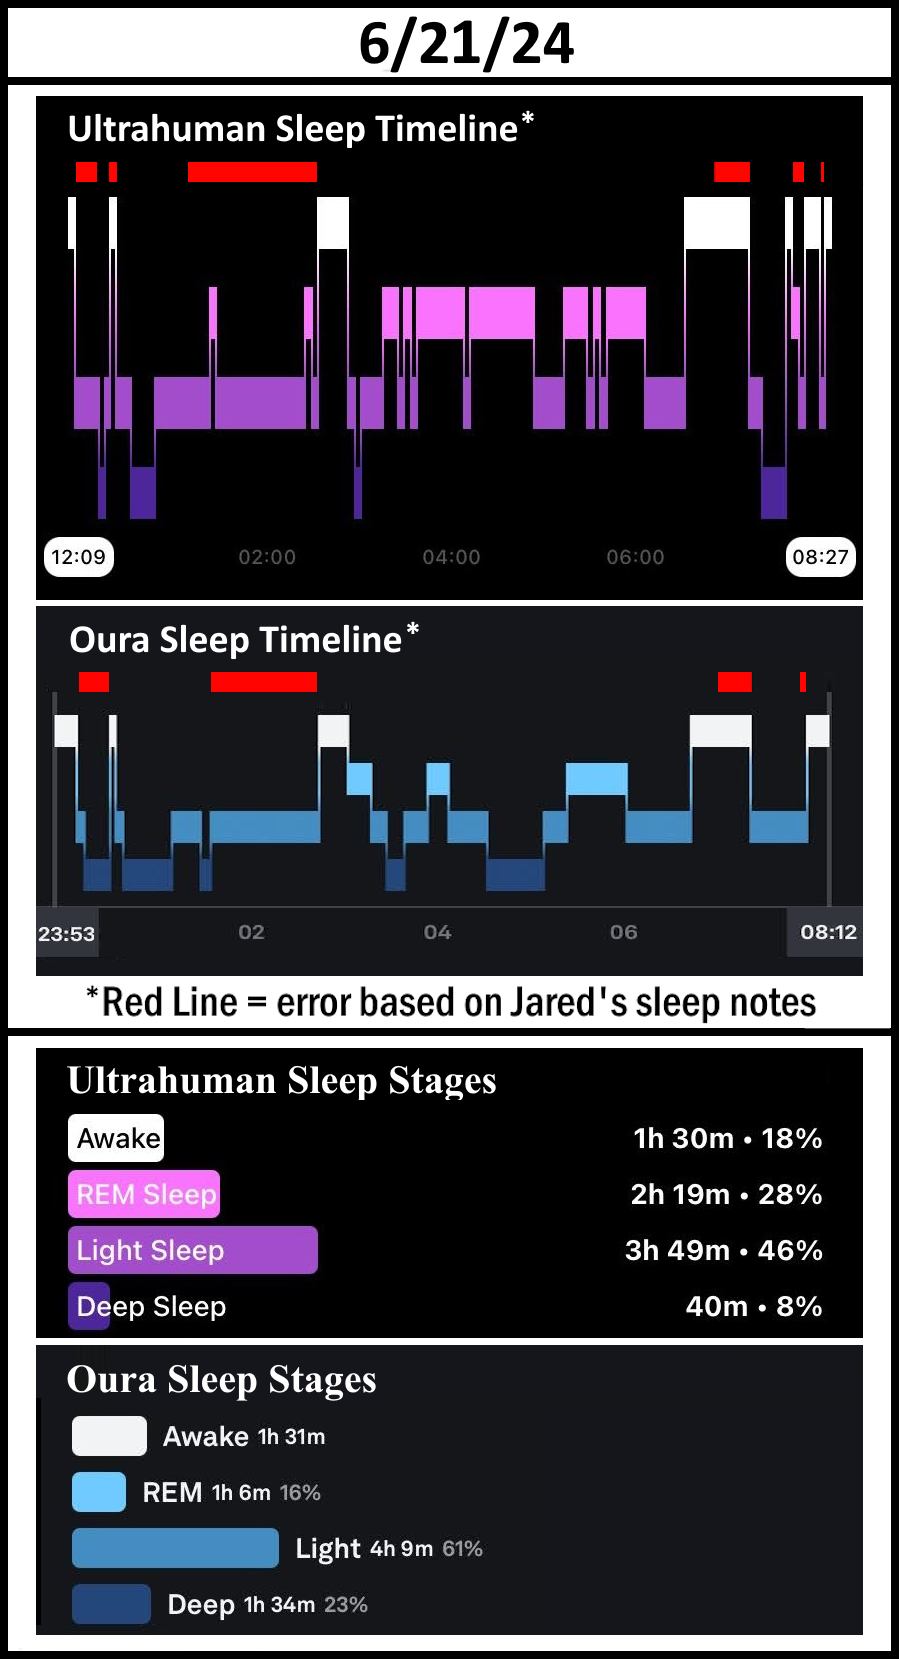 6/21/24
Ultrahuman Sleep Timeline*
12:09 02:00 04:00 06:00 08:27
Oura Sleep Timeline*
23:53 02 04 06 08:12
*Red Line = error based on Jared's sleep notes
Ultrahuman Sleep Stages
Awake 1h 30m • 18%
REM Sleep 2h 19m • 28%
Light Sleep 3h 49m • 46%
Deep Sleep 40m • 8%
Oura Sleep Stages
Awake 1h 31m
REM 1h 6m 16%
Light 4h 9m 61%
Deep 1h 34m 23%